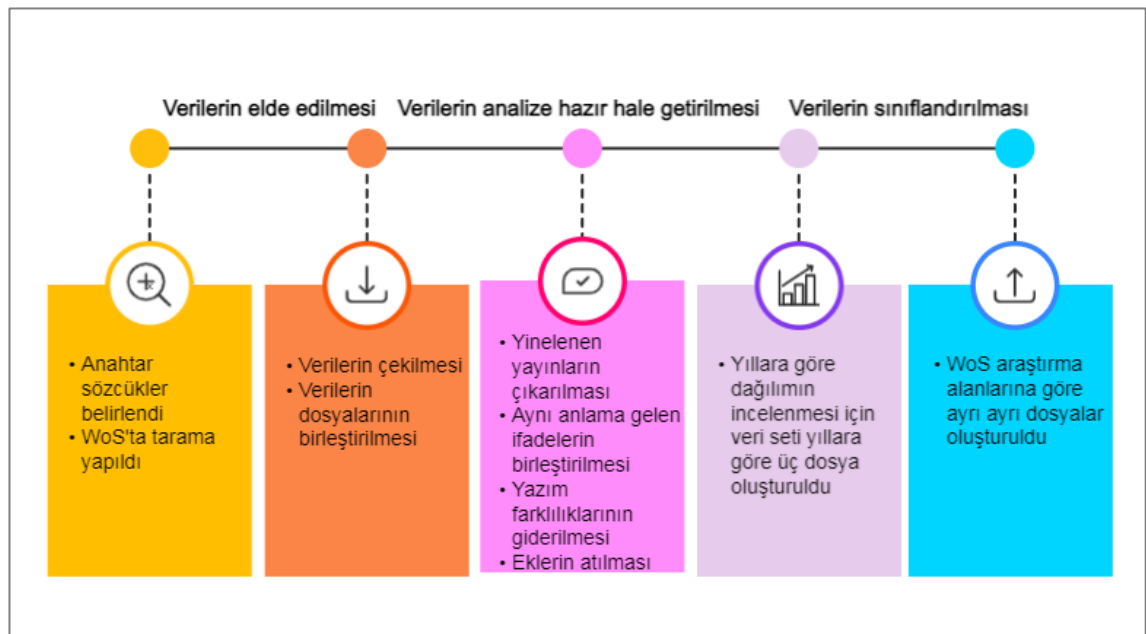 Verilerin elde edilmesi
Verilerin analize hazır hale getirilmesi
Verilerin sınıflandırılması
• Anahtar
sözcükler
belirlendi
• WoS'ta tarama
yapıldı
• Verilerin çekilmesi
• Verilerin
dosyalarının
birleştirilmesi
• Yinelenen
yayınların
çıkarılması
• Aynı anlama gelen
ifadelerin
birleştirilmesi
• Yazım
farklılıklarının
giderilmesi
• Eklerin atılması
• Yıllara göre
dağılımın
incelenmesi için
veri seti yıllara
göre üç dosya
oluşturuldu
• WoS araştırma
alanlarına göre
ayrı ayrı dosyalar
oluşturuldu